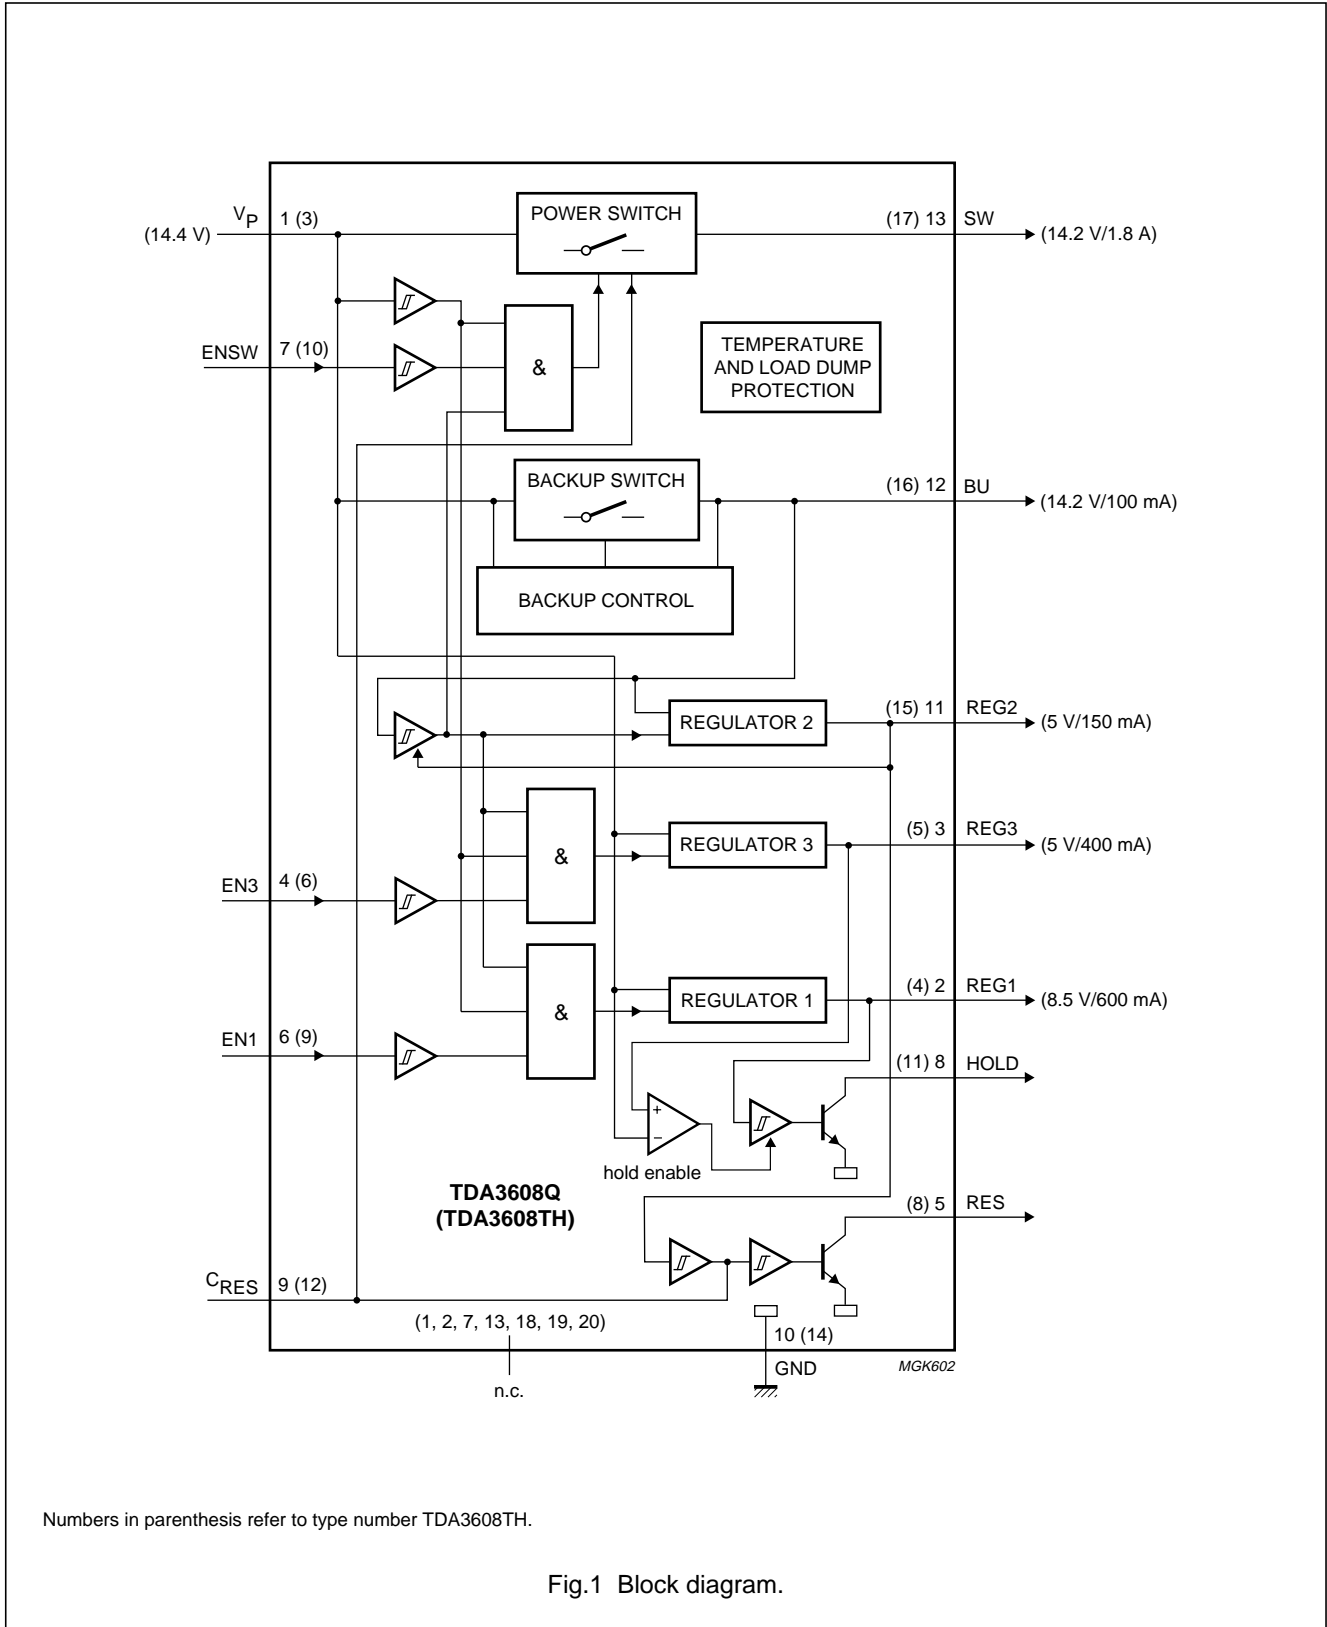 VP
1 (3)
POWER SWITCH
(17) 13
SW
(14.4 V)
(14.2 V/1.8 A)
ENSW
7 (10)
&
TEMPERATURE
AND LOAD DUMP
PROTECTION
BACKUP SWITCH
(16) 12
BU
(14.2 V/100 mA)
BACKUP CONTROL
REGULATOR 2
(15) 11
REG2
(5 V/150 mA)
&
REGULATOR 3
(5) 3
REG3
(5 V/400 mA)
EN3
4 (6)
&
REGULATOR 1
(4) 2
REG1
(8.5 V/600 mA)
EN1
6 (9)
(11) 8
HOLD
+
−
hold enable
TDA3608Q
(TDA3608TH)
(8) 5
RES
CRES
9 (12)
(1, 2, 7, 13, 18, 19, 20)
10 (14)
GND
MGK602
n.c.
Numbers in parenthesis refer to type number TDA3608TH.
Fig.1 Block diagram.